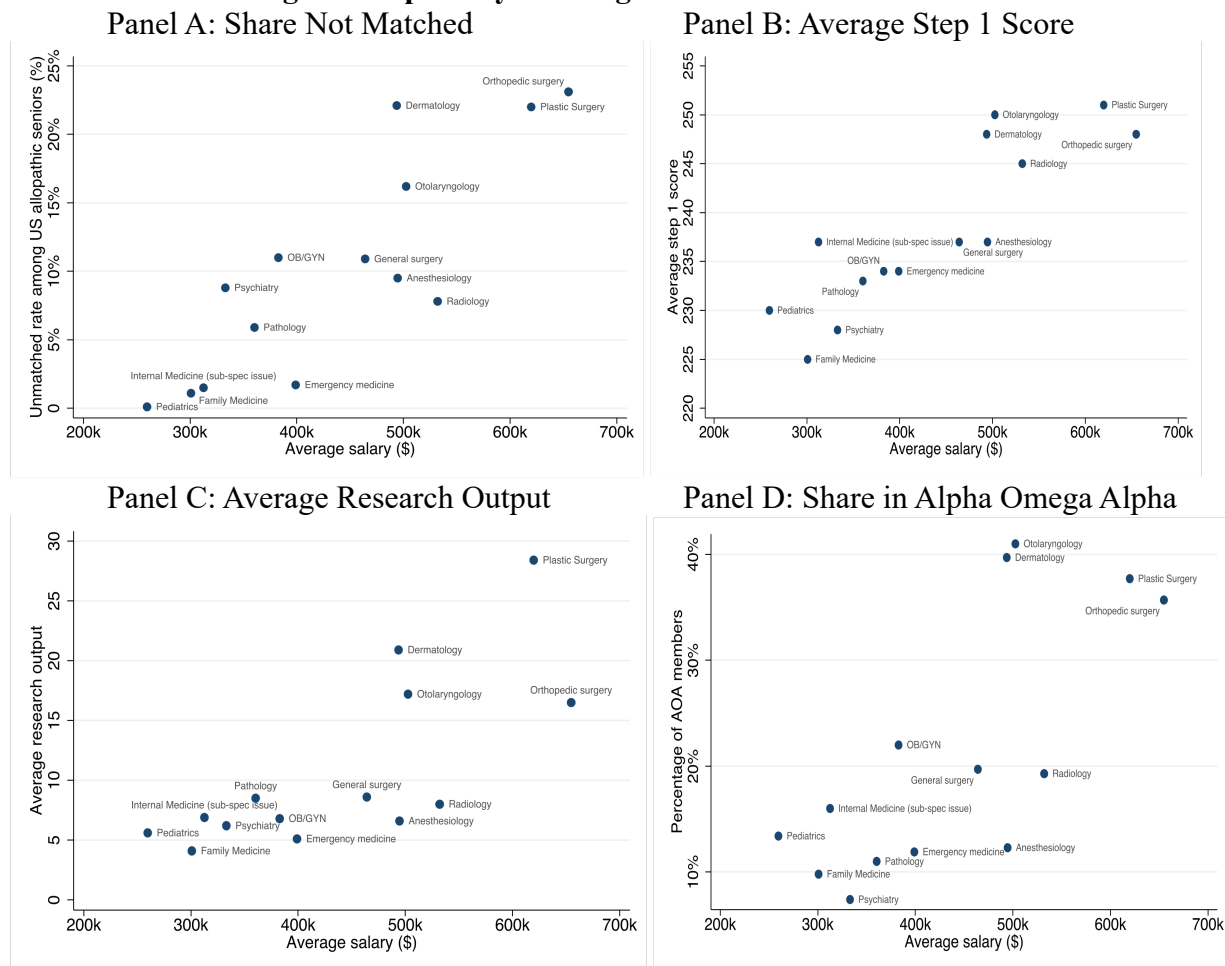 Panel A: Share Not Matched
Unmatched rate among US allopathic seniors (%)
25%
20%
15%
10%
5%
0
Orthopedic surgery
Dermatology
Plastic Surgery
Otolaryngology
OB/GYN
General surgery
Anesthesiology
Psychiatry
Radiology
Pathology
Internal Medicine (sub-spec issue)
Emergency medicine
Family Medicine
Pediatrics
200k 300k 400k 500k 600k 700k
Average salary ($)
Panel B: Average Step 1 Score
Average step 1 score
255
250
245
240
235
230
225
220
Plastic Surgery
Otolaryngology
Dermatology
Orthopedic surgery
Radiology
Internal Medicine (sub-spec issue)
Anesthesiology
General surgery
OB/GYN
Emergency medicine
Pathology
Pediatrics
Psychiatry
Family Medicine
200k 300k 400k 500k 600k 700k
Average salary ($)
Panel C: Average Research Output
Average research output
30
25
20
15
10
5
0
Plastic Surgery
Dermatology
Orthopedic surgery
Otolaryngology
Pathology
General surgery
Internal Medicine (sub-spec issue)
Radiology
OB/GYN
Anesthesiology
Psychiatry
Pediatrics
Emergency medicine
Family Medicine
200k 300k 400k 500k 600k 700k
Average salary ($)
Panel D: Share in Alpha Omega Alpha
Percentage of AOA members
40%
30%
20%
10%
Otolaryngology
Dermatology
Plastic Surgery
Orthopedic surgery
OB/GYN
General surgery
Radiology
Internal Medicine (sub-spec issue)
Pediatrics
Anesthesiology
Emergency medicine
Pathology
Family Medicine
Psychiatry
200k 300k 400k 500k 600k 700k
Average salary ($)